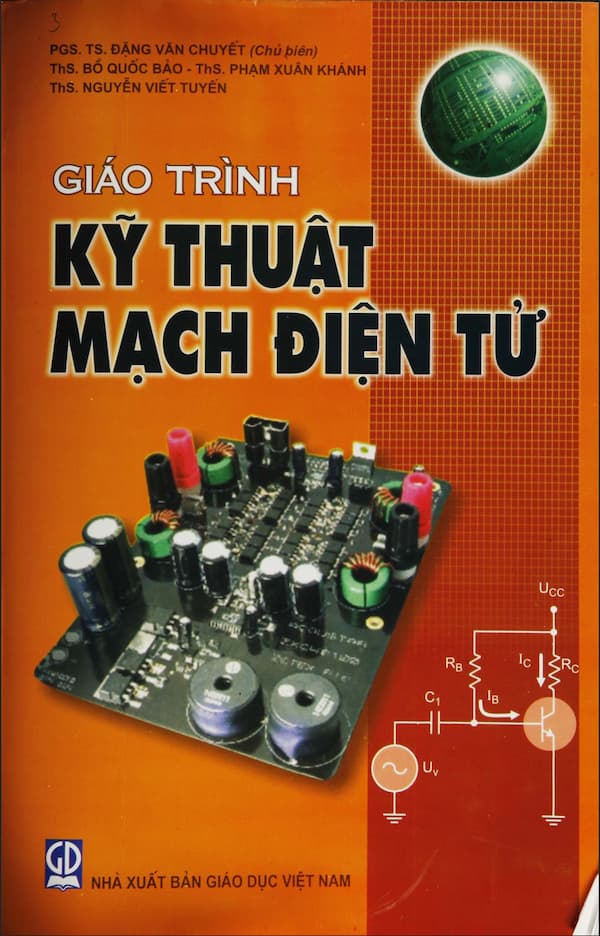 3
PGS. TS. ĐẶNG VĂN CHUYẾT (Chủ biên)
ThS. BỒ QUỐC BẢO - ThS. PHẠM XUÂN KHÁNH
ThS. NGUYỄN VIẾT TUYẾN
GIÁO TRÌNH
KỸ THUẬT
MẠCH ĐIỆN TỬ
UCC
RB
IC
RC
C1
IB
Uv
GD
NHÀ XUẤT BẢN GIÁO DỤC VIỆT NAM